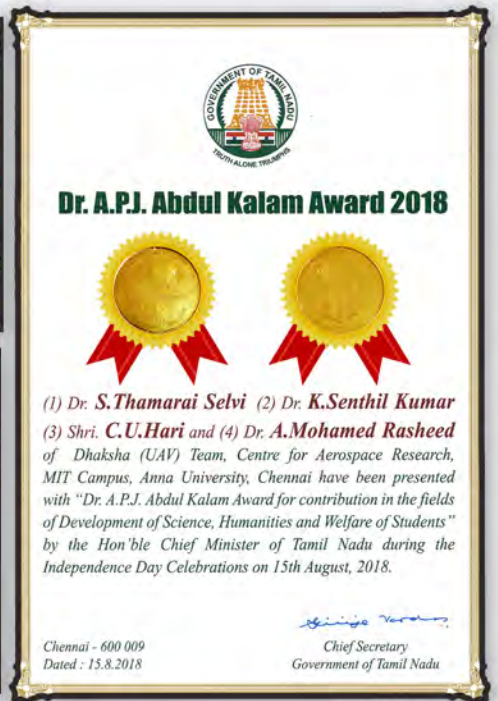 GOVERNMENT OF TAMIL NADU
TRUTH ALONE TRIUMPHS
Dr. A.P.J. Abdul Kalam Award 2018
(1) Dr. S.Thamarai Selvi (2) Dr. K.Senthil Kumar
(3) Shri. C.U.Hari and (4) Dr. A.Mohamed Rasheed
of Dhaksha (UAV) Team, Centre for Aerospace Research,
MIT Campus, Anna University, Chennai have been presented
with “Dr. A.P.J. Abdul Kalam Award for contribution in the fields
of Development of Science, Humanities and Welfare of Students”
by the Hon’ble Chief Minister of Tamil Nadu during the
Independence Day Celebrations on 15th August, 2018.
Chennai - 600 009
Dated : 15.8.2018
Chief Secretary
Government of Tamil Nadu